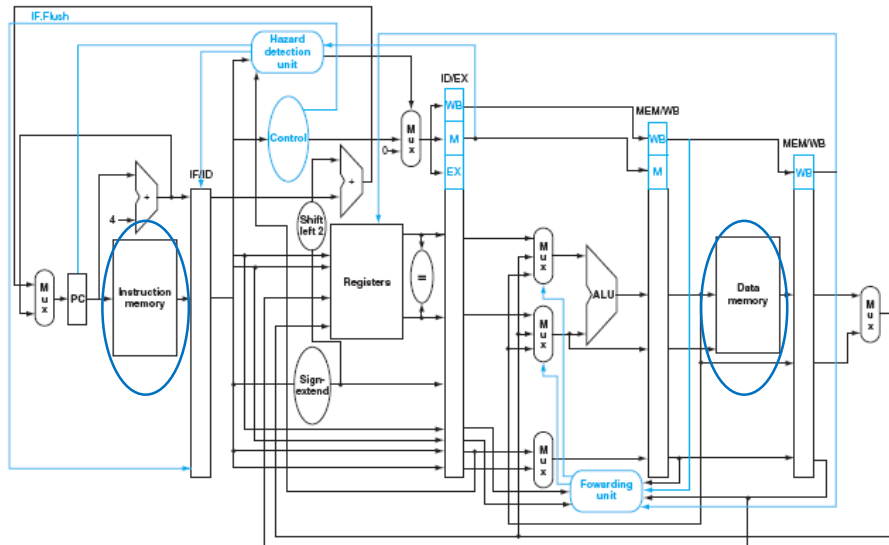 IF.Flush
Hazard
detection
unit
ID/EX
WB
MEM/WB
Control
M
u
x
M
WB
MEM/WB
0
IF/ID
+
EX
M
WB
+
4
Shift
left 2
M
u
x
PC
Instruction
memory
Registers
=
M
u
x
ALU
M
u
x
Data
memory
M
u
x
Sign-
extend
M
u
x
Fowarding
unit